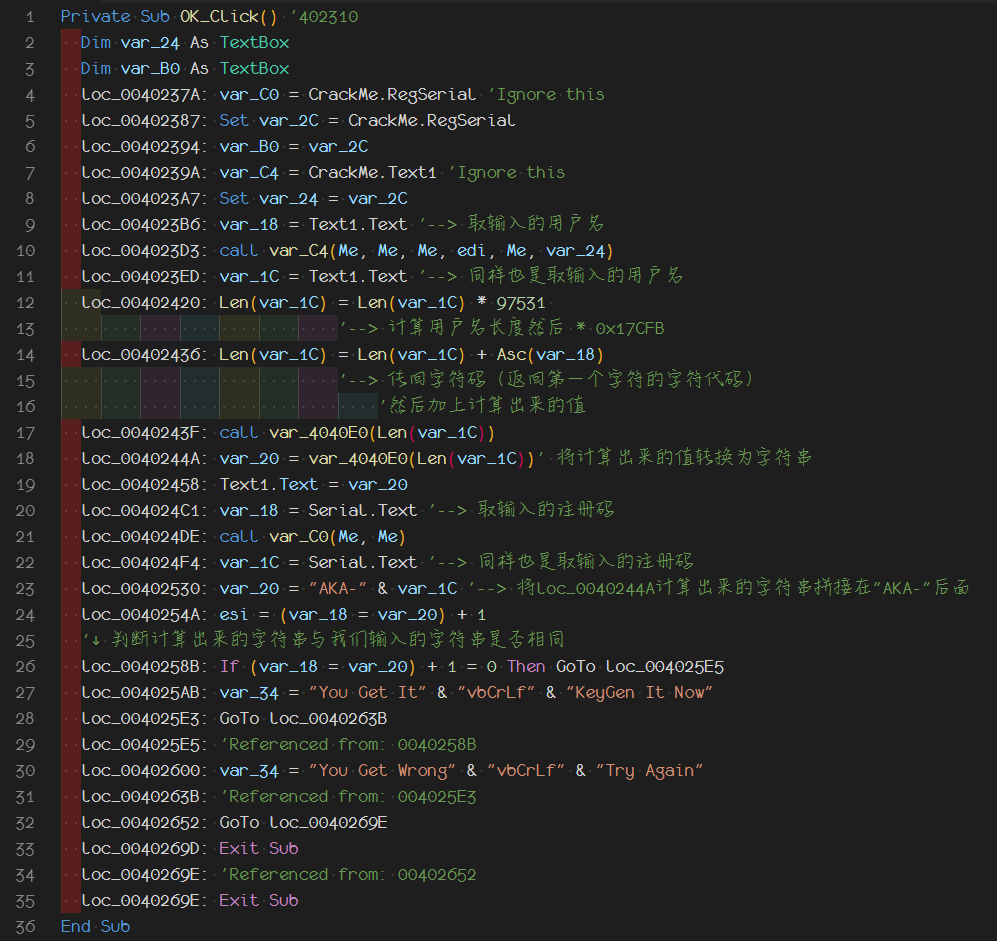 1 Private Sub OK_Click() '402310
2 Dim var_24 As TextBox
3 Dim var_B0 As TextBox
4 loc_0040237A: var_C0 = CrackMe.RegSerial 'Ignore this
5 loc_00402387: Set var_2C = CrackMe.RegSerial
6 loc_00402394: var_B0 = var_2C
7 loc_0040239A: var_C4 = CrackMe.Text1 'Ignore this
8 loc_004023A7: Set var_24 = var_2C
9 loc_004023B6: var_18 = Text1.Text '--> 取输入的用户名
10 loc_004023D3: call var_C4(Me, Me, Me, edi, Me, var_24)
11 loc_004023ED: var_1C = Text1.Text '--> 同样也是取输入的用户名
12 loc_00402420: Len(var_1C) = Len(var_1C) * 97531
13 '--> 计算用户名长度然后 * 0x17CFB
14 loc_00402436: Len(var_1C) = Len(var_1C) + Asc(var_18)
15 '--> 传回字符码（返回第一个字符的字符代码）
16 '然后加上计算出来的值
17 loc_0040243F: call var_4040E0(Len(var_1C))
18 loc_0040244A: var_20 = var_4040E0(Len(var_1C))' 将计算出来的值转换为字符串
19 loc_00402458: Text1.Text = var_20
20 loc_004024C1: var_18 = Serial.Text '--> 取输入的注册码
21 loc_004024DE: call var_C0(Me, Me)
22 loc_004024F4: var_1C = Serial.Text '--> 同样也是取输入的注册码
23 loc_00402530: var_20 = "AKA-" & var_1C '--> 将loc_0040244A计算出来的字符串拼接在"AKA-"后面
24 loc_0040254A: esi = (var_18 = var_20) + 1
25 '↓ 判断计算出来的字符串与我们输入的字符串是否相同
26 loc_0040258B: If (var_18 = var_20) + 1 = 0 Then GoTo loc_004025E5
27 loc_004025AB: var_34 = "You Get It" & "vbCrLf" & "KeyGen It Now"
28 loc_004025E3: GoTo loc_0040263B
29 loc_004025E5: 'Referenced from: 0040258B
30 loc_00402600: var_34 = "You Get Wrong" & "vbCrLf" & "Try Again"
31 loc_0040263B: 'Referenced from: 004025E3
32 loc_00402652: GoTo loc_0040269E
33 loc_0040269D: Exit Sub
34 loc_0040269E: 'Referenced from: 00402652
35 loc_0040269E: Exit Sub
36 End Sub